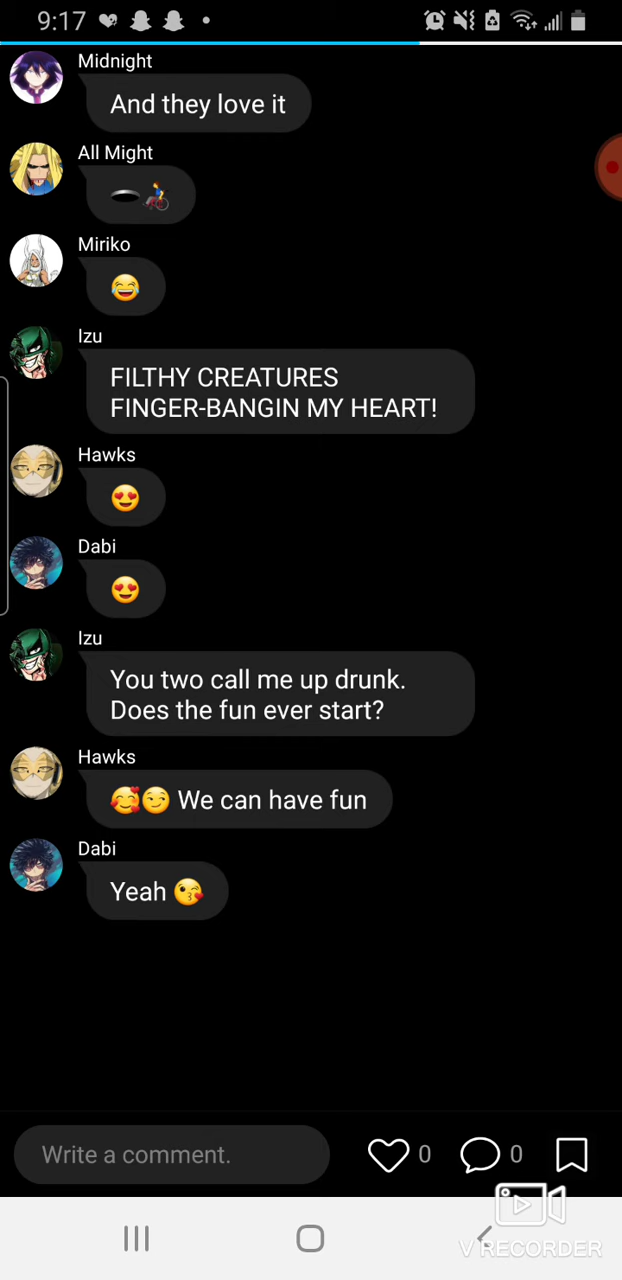 9:17
Midnight
And they love it
All Might
🕳️👨‍🦽
Miriko
😂
Izu
FILTHY CREATURES
FINGER-BANGIN MY HEART!
Hawks
😍
Dabi
😍
Izu
You two call me up drunk.
Does the fun ever start?
Hawks
🥰😏 We can have fun
Dabi
Yeah 😘
Write a comment.
0
0
V RECORDER